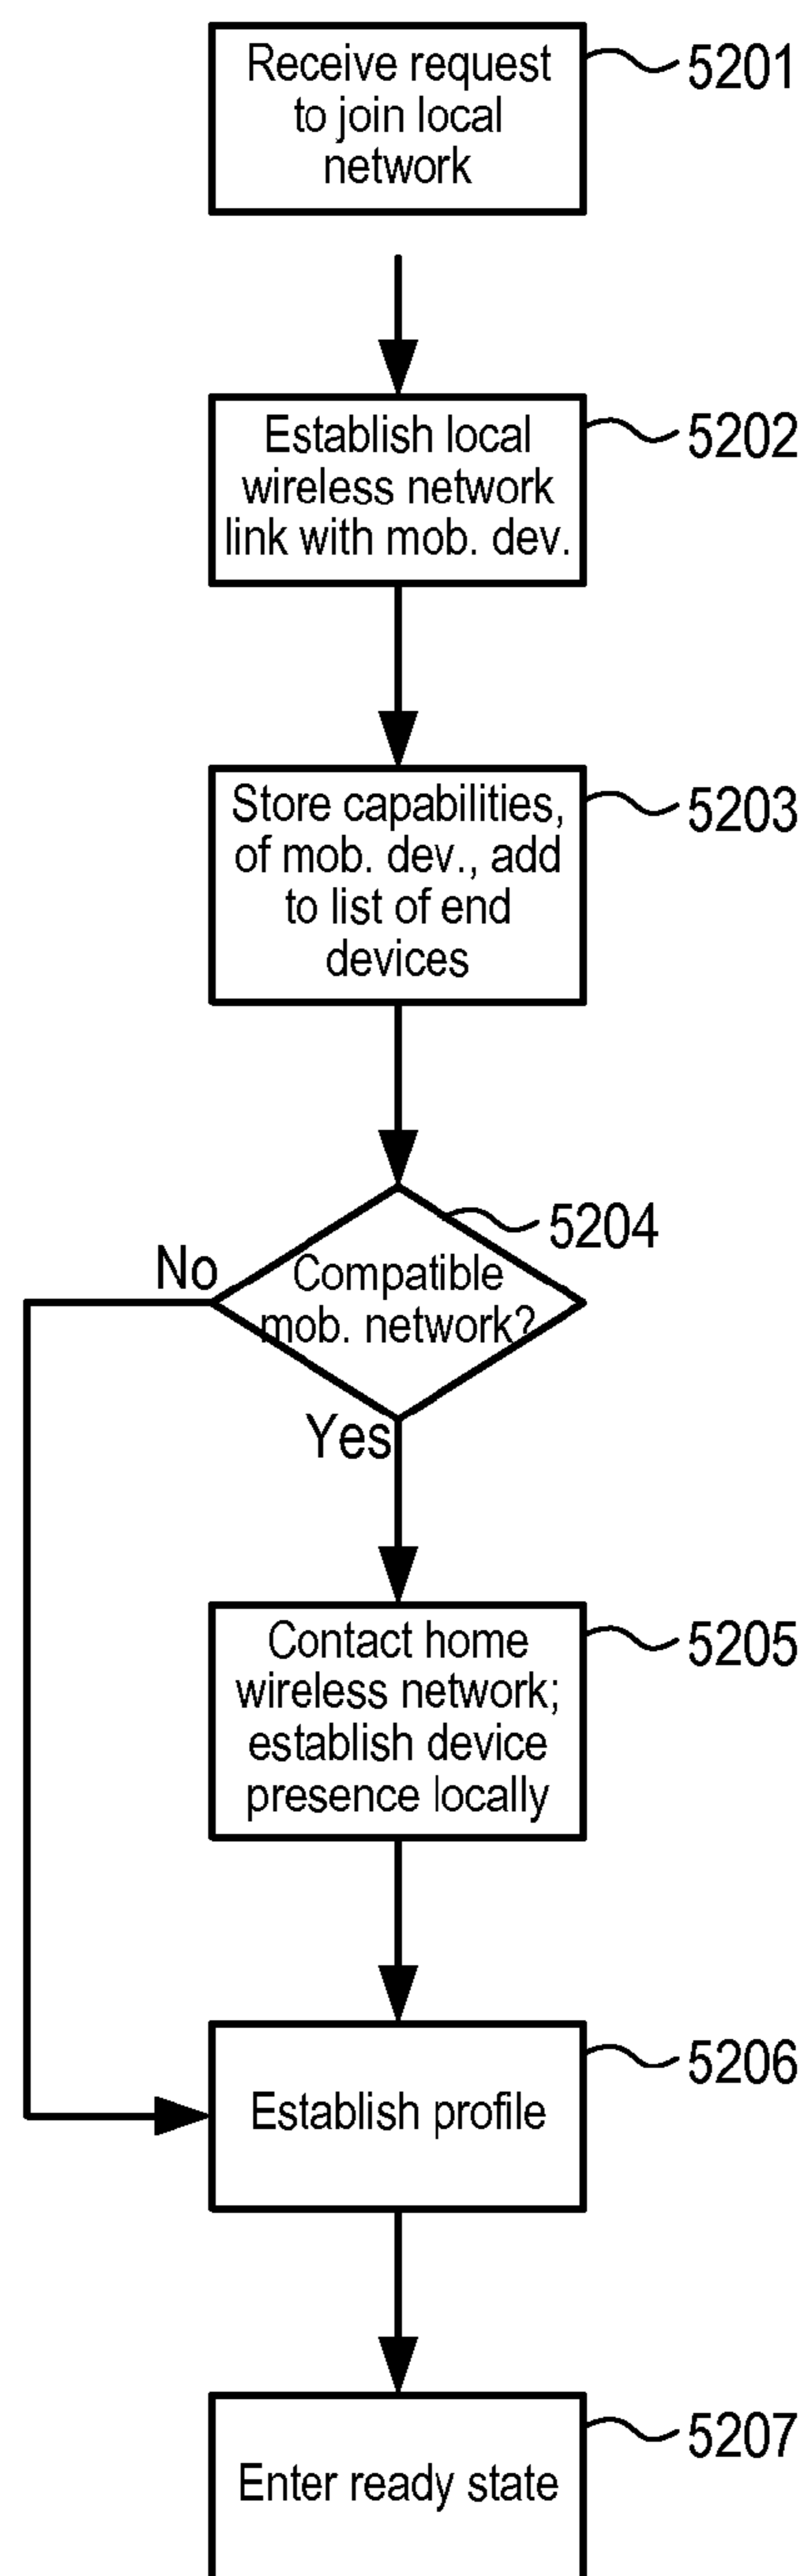 Receive request
to join local
network
5201
Establish local
wireless network
link with mob. dev.
5202
Store capabilities,
of mob. dev., add
to list of end
devices
5203
5204
No
Compatible
mob. network?
Yes
Contact home
wireless network;
establish device
presence locally
5205
Establish profile
5206
Enter ready state
5207